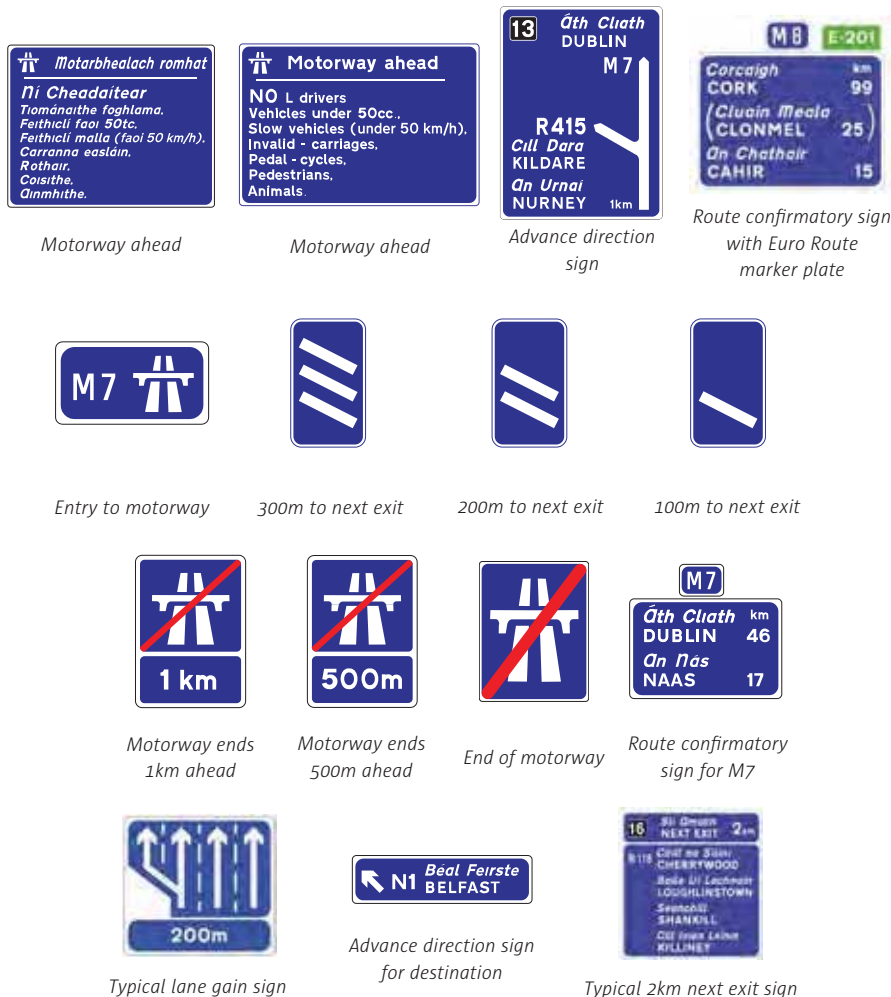 Motarbhealach romhat
Ní Cheadaítear
Tiománaithe foghlama,
Feithiclí faoi 50tc.
Feithiclí malla (faoi 50 km/h).
Carranna easláin,
Rothair,
Coisithe,
Ainmhithe.
Motorway ahead
Motorway ahead
NO L drivers
Vehicles under 50cc.,
Slow vehicles (under 50 km/h),
Invalid - carriages,
Pedal - cycles,
Pedestrians,
Animals.
Motorway ahead
13 Áth Cliath
DUBLIN
M7
R415
Cill Dara
KILDARE
An Urnaí
NURNEY 1km
Advance direction
sign
M8 E-201
Corcaigh km
CORK 99
Cluain Meala
CLONMEL 25
An Chathair
CAHIR 15
Route confirmatory sign
with Euro Route
marker plate
M7
Entry to motorway
300m to next exit
200m to next exit
100m to next exit
1 km
Motorway ends
1km ahead
500m
Motorway ends
500m ahead
End of motorway
M7
Áth Cliath km
DUBLIN 46
An Nás
NAAS 17
Route confirmatory
sign for M7
200m
Typical lane gain sign
N1 Béal Feirste
BELFAST
Advance direction sign
for destination
16
NEXT EXIT 2km
CHERRYWOOD
LOUGHLINSTOWN
SHANKILL
KILLINEY
Typical 2km next exit sign